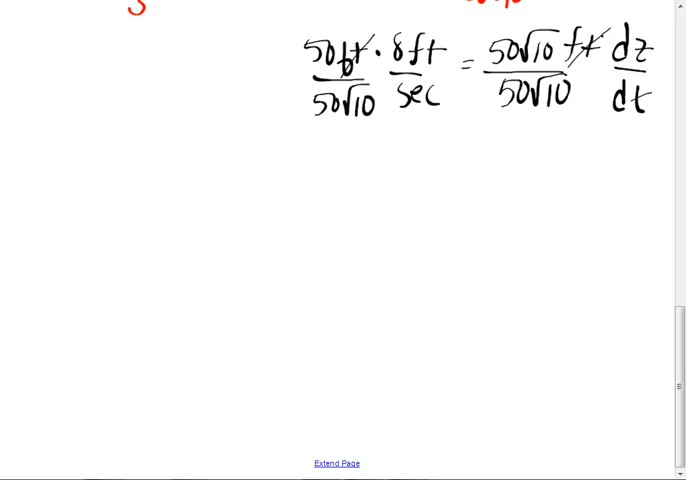 50ft · 8ft = 50√10 ft dz
50√10 sec 50√10 dt
Extend Page